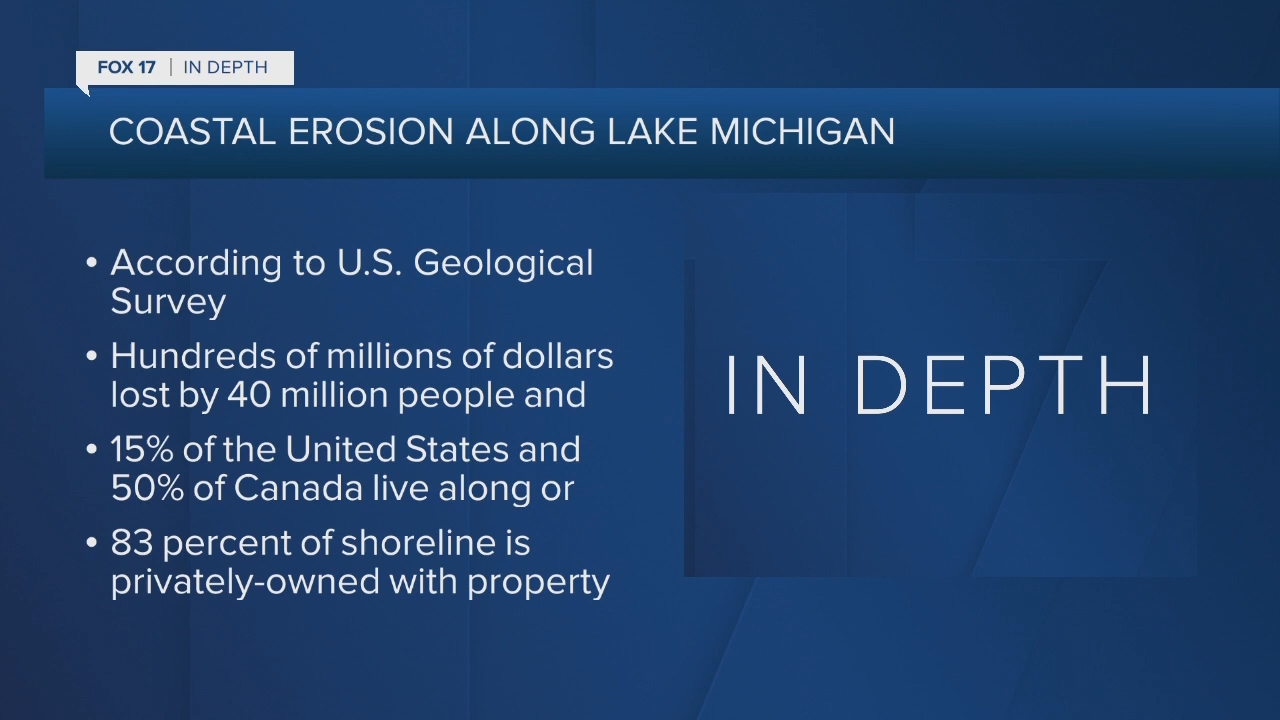 FOX 17 | IN DEPTH
COASTAL EROSION ALONG LAKE MICHIGAN
• According to U.S. Geological
Survey
• Hundreds of millions of dollars
lost by 40 million people and
• 15% of the United States and
50% of Canada live along or
• 83 percent of shoreline is
privately-owned with property
IN DEPTH